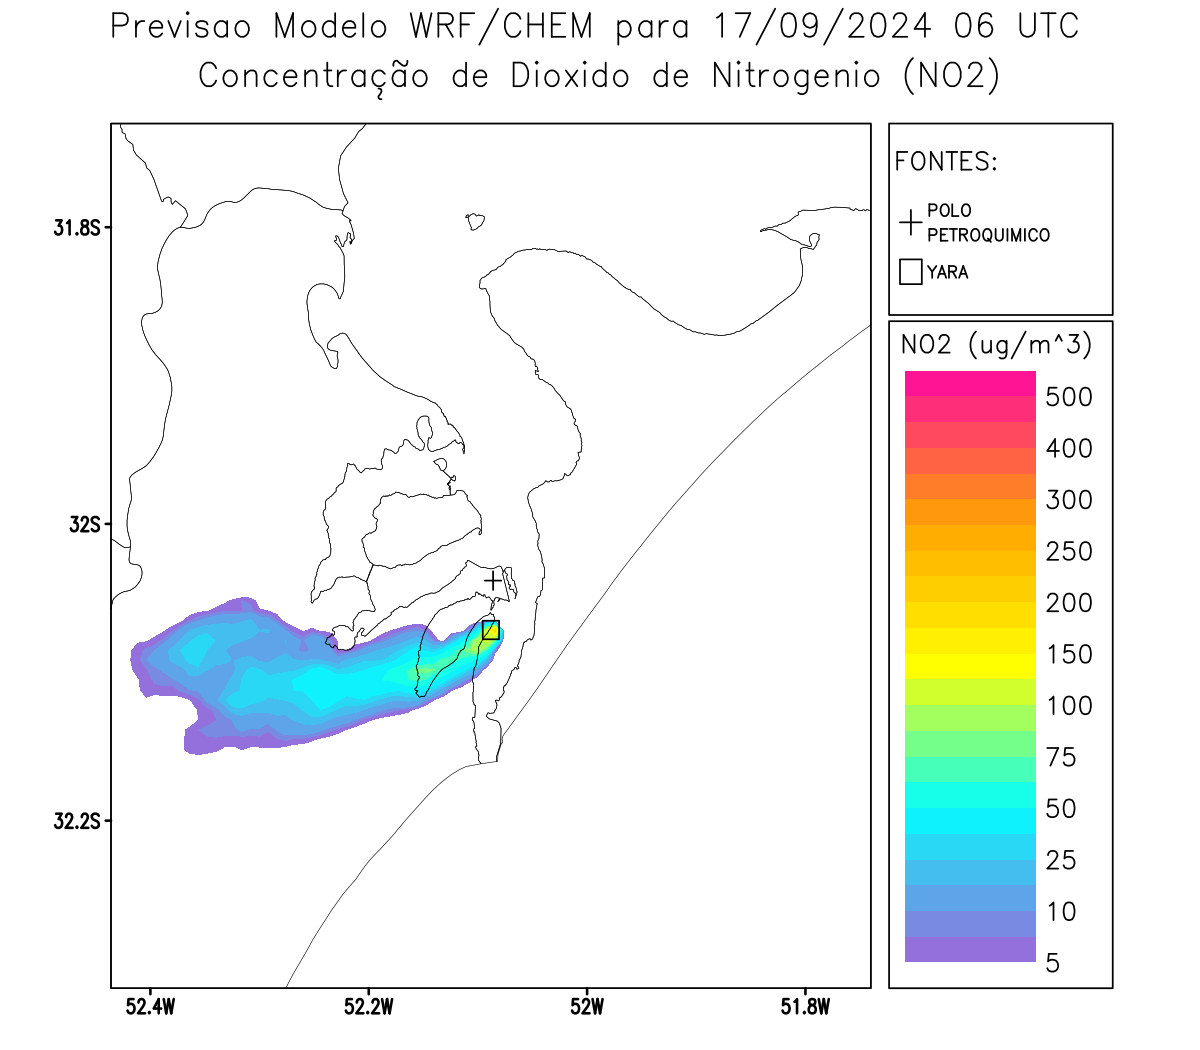 Previsao Modelo WRF/CHEM para 17/09/2024 06 UTC
Concentração de Dioxido de Nitrogenio (NO2)
FONTES:
POLO
PETROQUIMICO
YARA
NO2 (ug/m^3)
500
400
300
250
200
150
100
75
50
25
10
5
31.8S
32S
32.2S
52.4W
52.2W
52W
51.8W